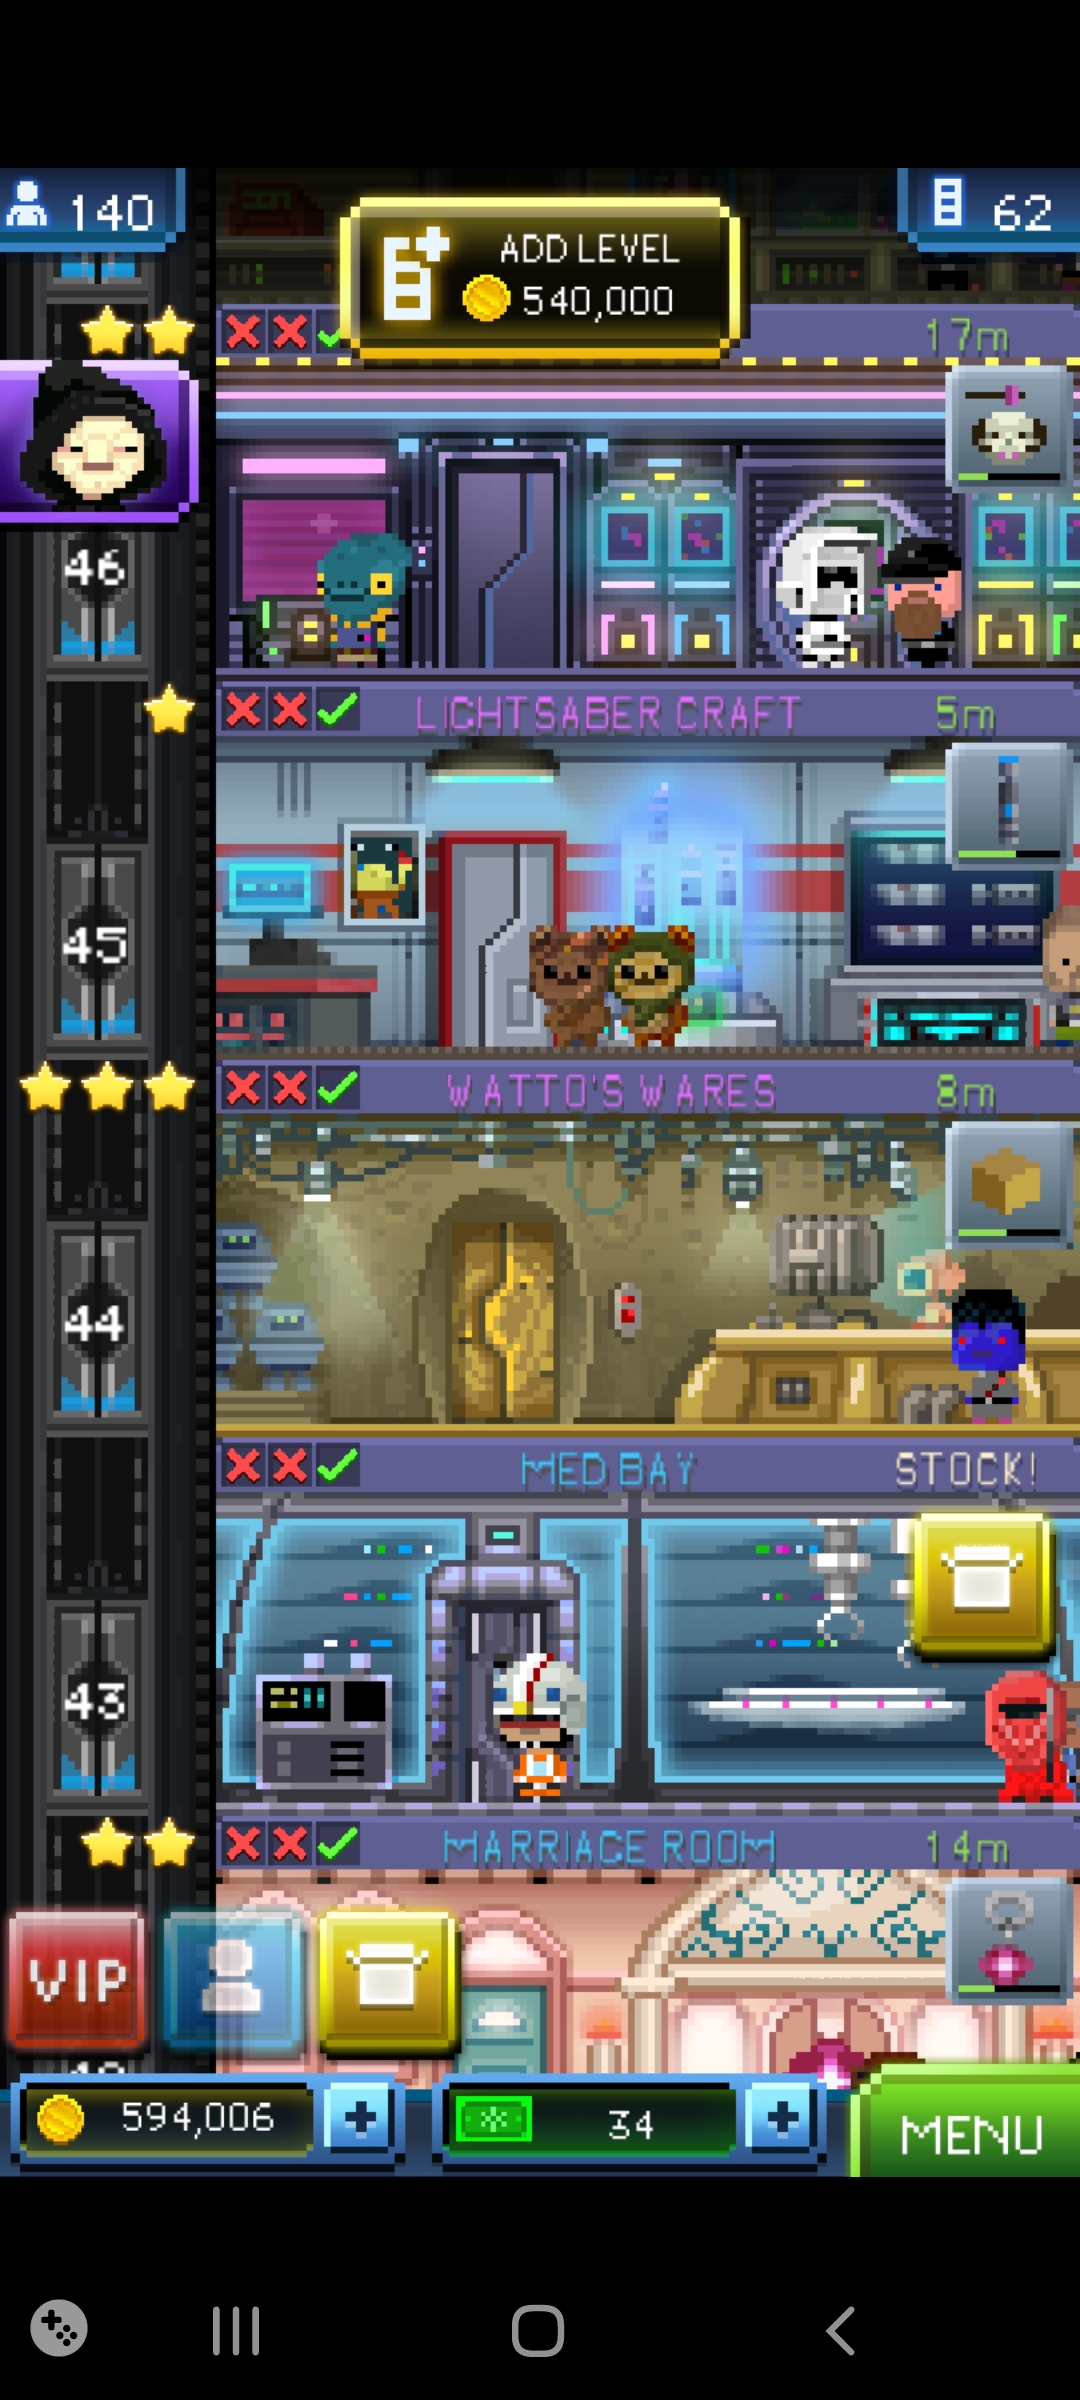 140
ADD LEVEL
540,000
62
17m
46
LIGHTSABER CRAFT 5m
45
WATTO'S WARES 8m
44
MED BAY STOCK!
43
MARRIAGE ROOM 14m
VIP
594,006
34
MENU